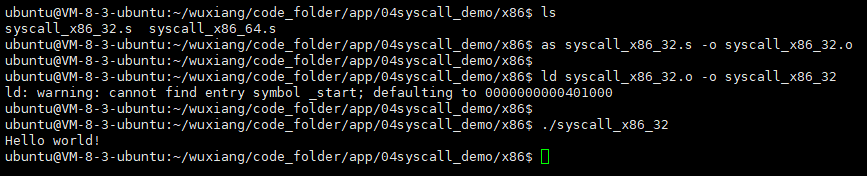 ubuntu@VM-8-3-ubuntu:~/wuxiang/code_folder/app/04syscall_demo/x86$ ls
syscall_x86_32.s  syscall_x86_64.s
ubuntu@VM-8-3-ubuntu:~/wuxiang/code_folder/app/04syscall_demo/x86$ as syscall_x86_32.s -o syscall_x86_32.o
ubuntu@VM-8-3-ubuntu:~/wuxiang/code_folder/app/04syscall_demo/x86$
ubuntu@VM-8-3-ubuntu:~/wuxiang/code_folder/app/04syscall_demo/x86$ ld syscall_x86_32.o -o syscall_x86_32
ld: warning: cannot find entry symbol _start; defaulting to 0000000000401000
ubuntu@VM-8-3-ubuntu:~/wuxiang/code_folder/app/04syscall_demo/x86$
ubuntu@VM-8-3-ubuntu:~/wuxiang/code_folder/app/04syscall_demo/x86$ ./syscall_x86_32
Hello world!
ubuntu@VM-8-3-ubuntu:~/wuxiang/code_folder/app/04syscall_demo/x86$